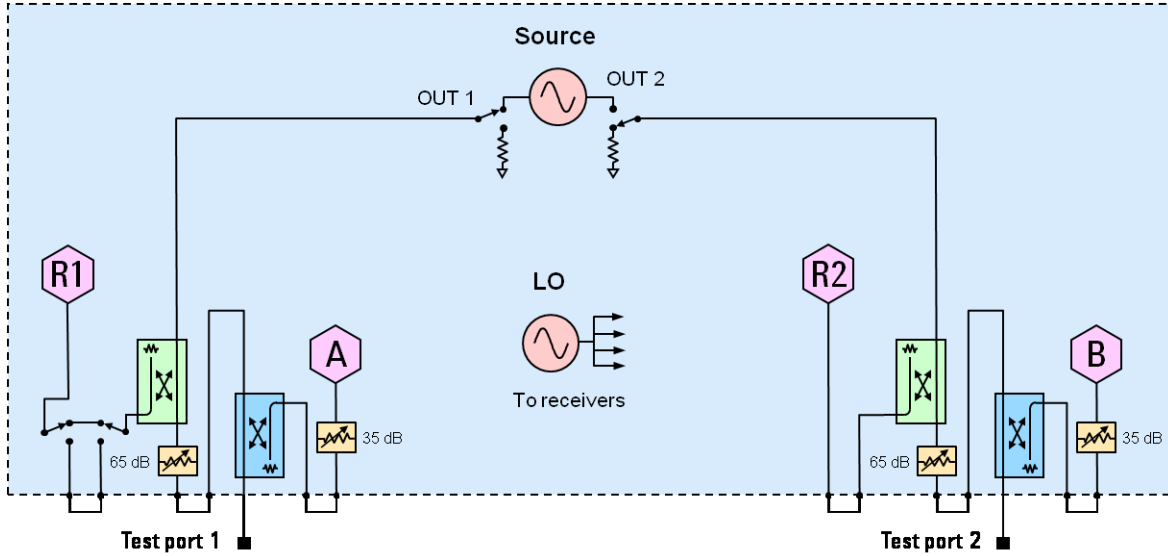 Source
OUT 1
OUT 2
R1
R2
LO
A
B
To receivers
65 dB
35 dB
65 dB
35 dB
Test port 1
Test port 2